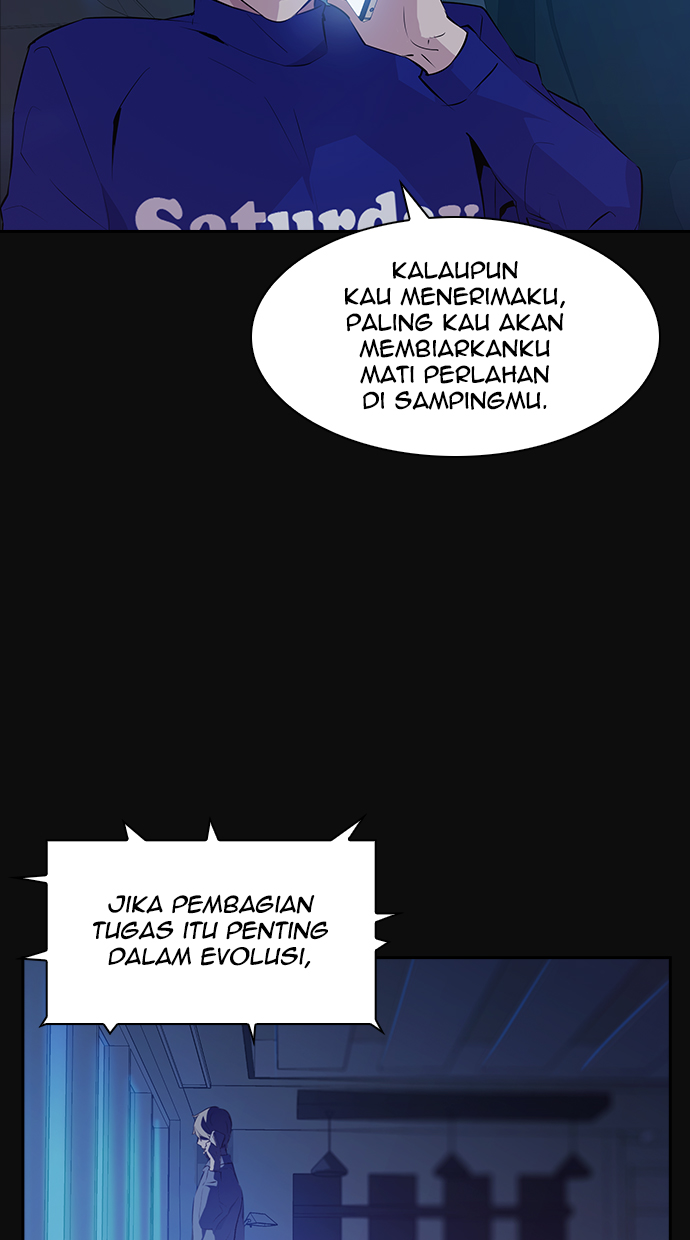 Saturday
KALAUPUN
KAU MENERIMAKU,
PALING KAU AKAN
MEMBIARKANKU
MATI PERLAHAN
DI SAMPINGMU.
JIKA PEMBAGIAN
TUGAS ITU PENTING
DALAM EVOLUSI,